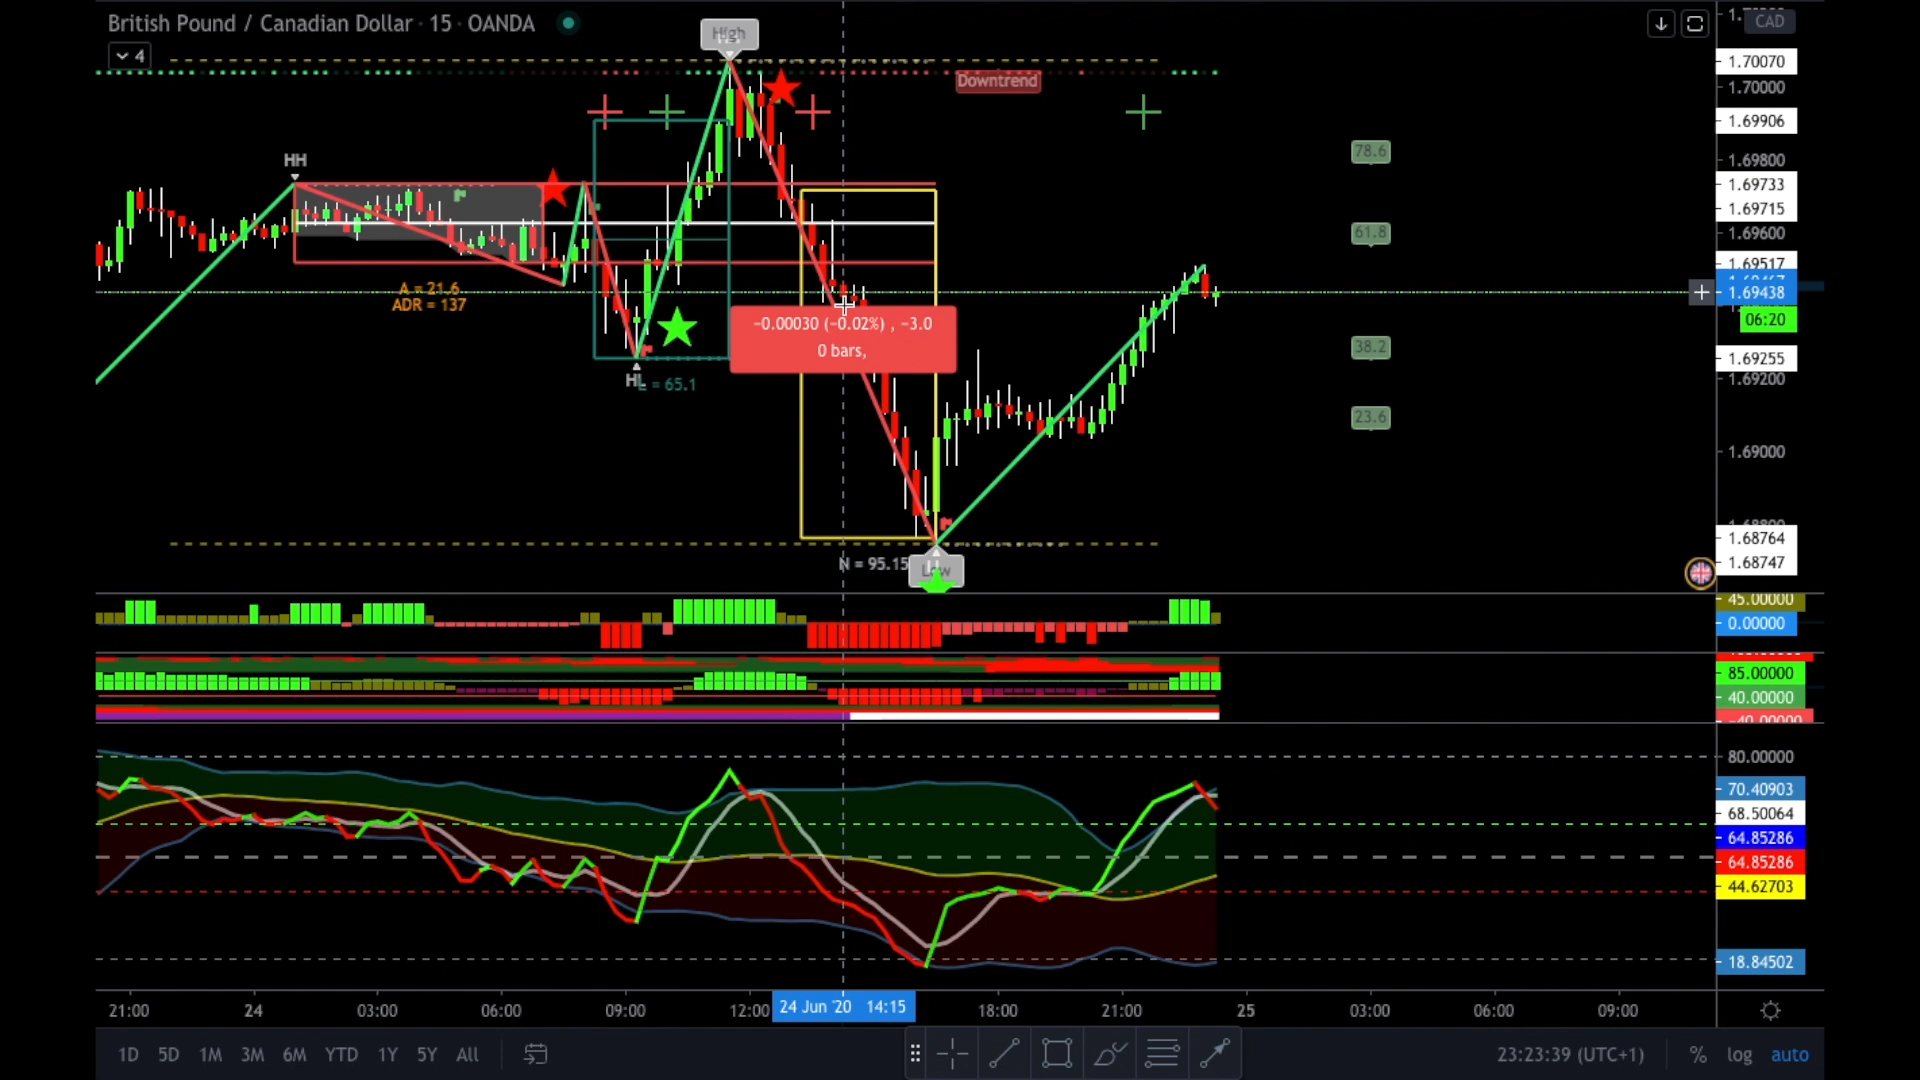 British Pound / Canadian Dollar · 15 · OANDA
4
High
Downtrend
HH
A = 21.6
ADR = 137
HL
= 65.1
−0.00030 (−0.02%) , −3.0
0 bars,
N = 95.15
Low
78.6
61.8
38.2
23.6
CAD
1.70070
1.70000
1.69906
1.69800
1.69733
1.69715
1.69600
1.69517
1.69438
06:20
1.69255
1.69200
1.69000
1.68764
1.68747
45.00000
0.00000
85.00000
40.00000
−40.00000
80.00000
70.40903
68.50064
64.85286
64.85286
44.62703
18.84502
21:00 24 03:00 06:00 09:00 12:00 24 Jun '20 14:15 18:00 21:00 25 03:00 06:00 09:00
1D 5D 1M 3M 6M YTD 1Y 5Y All 23:23:39 (UTC+1) % log auto